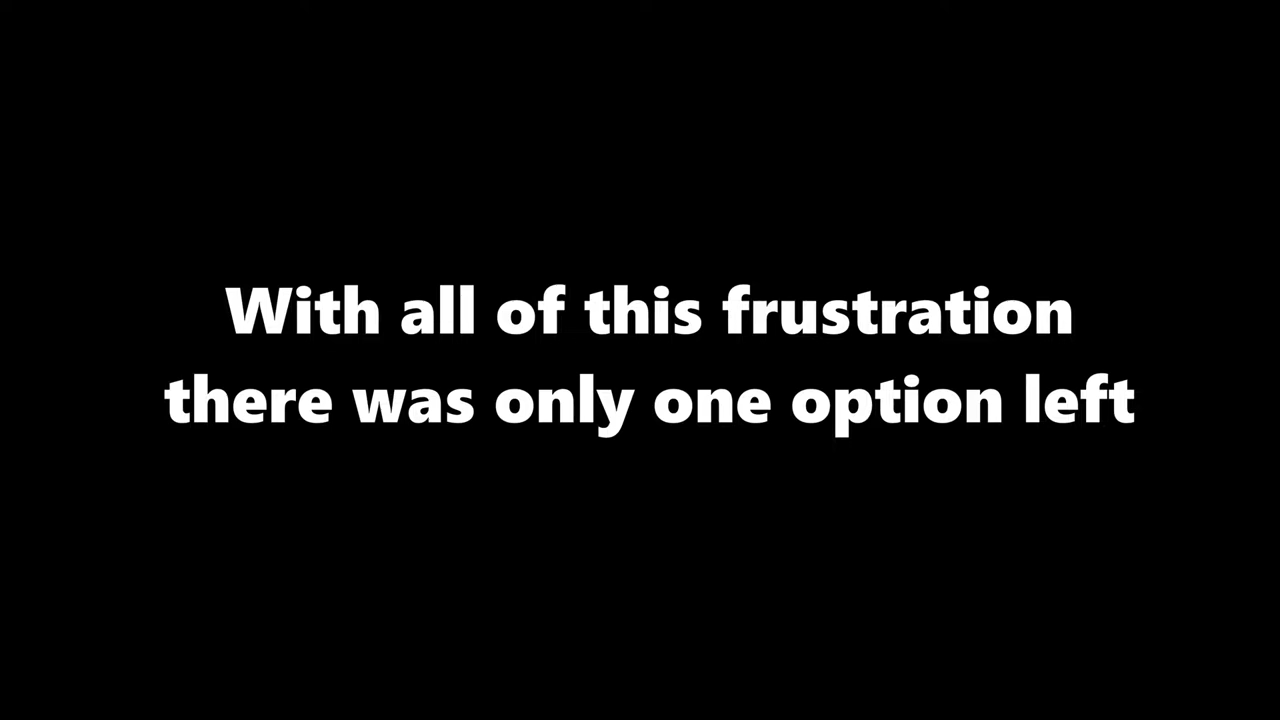 With all of this frustration
there was only one option left